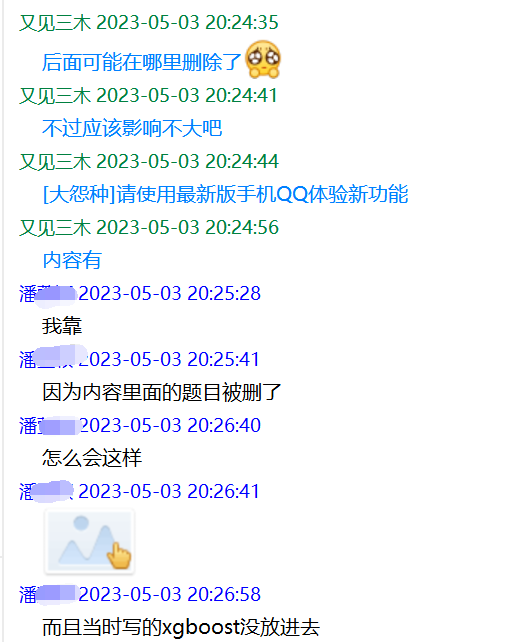 又见三木 2023-05-03 20:24:35
后面可能在哪里删除了
又见三木 2023-05-03 20:24:41
不过应该影响不大吧
又见三木 2023-05-03 20:24:44
[大怨种]请使用最新版手机QQ体验新功能
又见三木 2023-05-03 20:24:56
内容有
潘 2023-05-03 20:25:28
我靠
潘 2023-05-03 20:25:41
因为内容里面的题目被删了
潘 2023-05-03 20:26:40
怎么会这样
潘 2023-05-03 20:26:41
潘 2023-05-03 20:26:58
而且当时写的xgboost没放进去